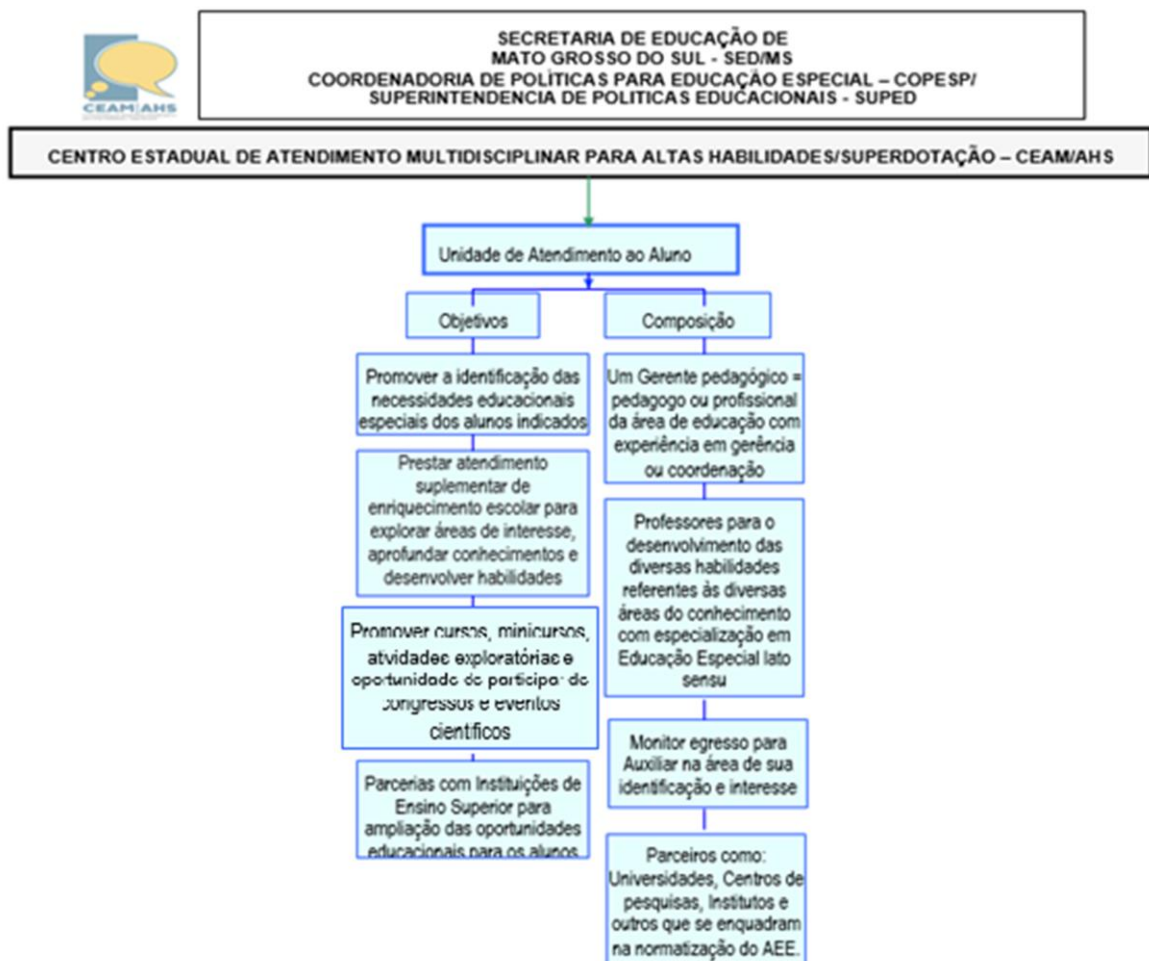 SECRETARIA DE EDUCAÇÃO DE
MATO GROSSO DO SUL - SED/MS
COORDENADORIA DE POLÍTICAS PARA EDUCAÇÃO ESPECIAL – COPESP/
SUPERINTENDENCIA DE POLITICAS EDUCACIONAIS - SUPED
CEAM/AHS
CENTRO ESTADUAL DE ATENDIMENTO MULTIDISCIPLINAR PARA ALTAS HABILIDADES/SUPERDOTAÇÃO – CEAM/AHS
Unidade de Atendimento ao Aluno
Objetivos
Promover a identificação das
necessidades educacionais
especiais dos alunos indicados
Prestar atendimento
suplementar de
enriquecimento escolar para
explorar áreas de interesse,
aprofundar conhecimentos e
desenvolver habilidades
Promover cursos, minicursos,
atvidades exploratórias e
oportunidade de participar de
congressos e eventos
científicos
Parcerias com Instituições de
Ensino Superior para
ampliação das oportunidades
educacionais para os alunos
Composição
Um Gerente pedagógico =
pedagogo ou profissional
da área de educação com
experiência em gerência
ou coordenação
Professores para o
desenvolvimento das
diversas habilidades
referentes às diversas
áreas do conhecimento
com especialização em
Educação Especial lato
sensu
Monitor egresso para
Auxiliar na área de sua
identificação e interesse
Parceiros como:
Universidades, Centros de
pesquisas, Institutos e
outros que se enquadram
na normatização do AEE.